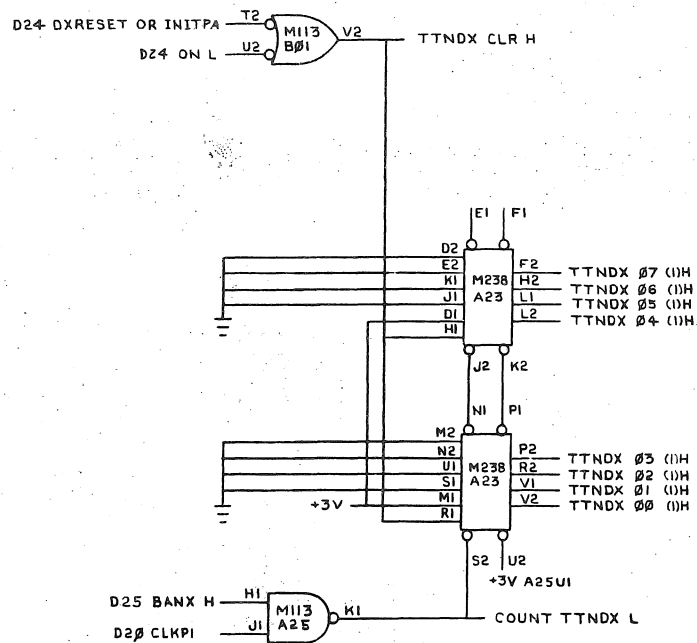 D24 DXRESET OR INITPA
T2
M113
BØ1
V2
TTNDX CLR H
D24 ON L
U2
E1
F1
D2
E2
K1
J1
D1
H1
M238
A23
F2
H2
L1
L2
TTNDX Ø7 (1)H
TTNDX Ø6 (1)H
TTNDX Ø5 (1)H
TTNDX Ø4 (1)H
J2
K2
N1
P1
M2
N2
U1
S1
M1
R1
+3V
M238
A23
P2
R2
V1
V2
TTNDX Ø3 (1)H
TTNDX Ø2 (1)H
TTNDX Ø1 (1)H
TTNDX ØØ (1)H
S2
U2
+3V A25U1
D25 BANX H
H1
M113
A25
K1
COUNT TTNDX L
D2Ø CLKP1
J1